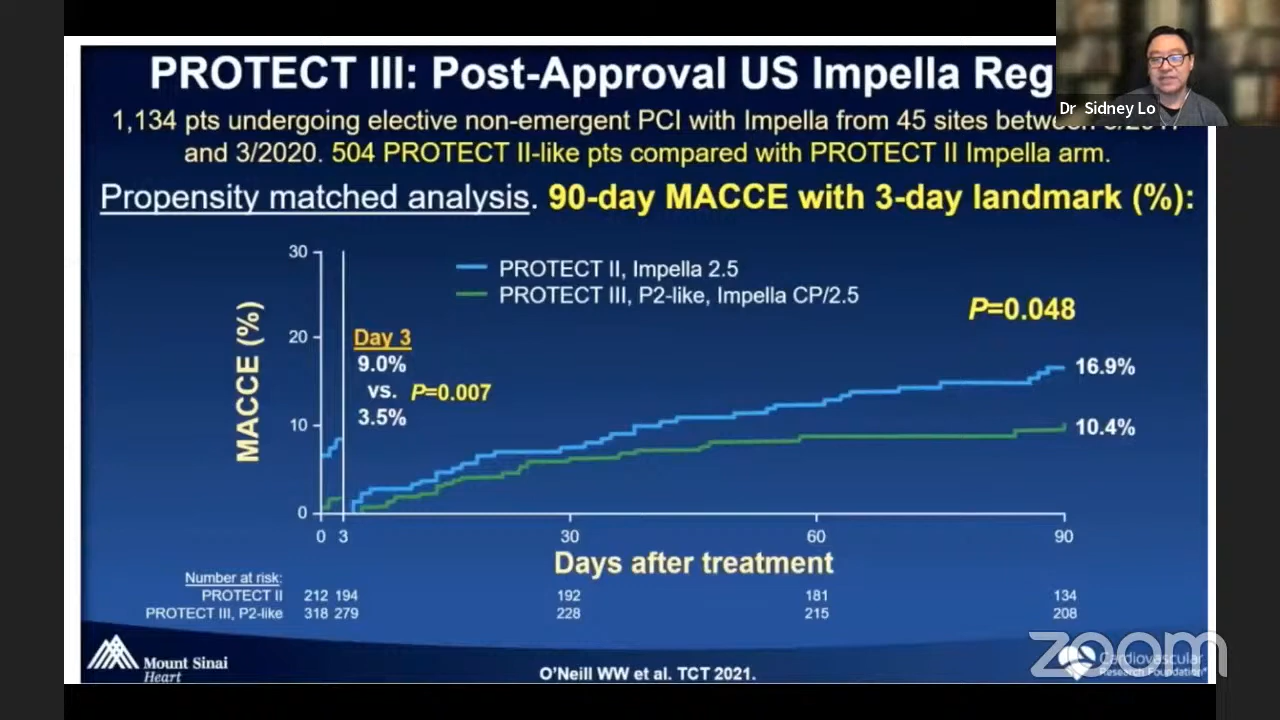 PROTECT III: Post-Approval US Impella Reg
Dr Sidney Lo
1,134 pts undergoing elective non-emergent PCI with Impella from 45 sites between
and 3/2020. 504 PROTECT II-like pts compared with PROTECT II Impella arm.
Propensity matched analysis. 90-day MACCE with 3-day landmark (%):
30
20
10
0
MACCE (%)
PROTECT II, Impella 2.5
PROTECT III, P2-like, Impella CP/2.5
P=0.048
Day 3
9.0%
vs. P=0.007
3.5%
16.9%
10.4%
0 3 30 60 90
Days after treatment
Number at risk:
PROTECT II 212 194 192 181 134
PROTECT III, P2-like 318 279 228 215 208
Mount Sinai
Heart
O'Neill WW et al. TCT 2021.
Cardiovascular
Research Foundation
zoom